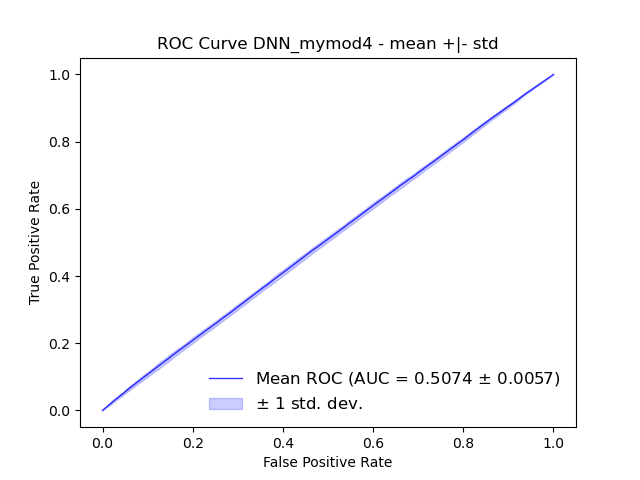 ROC Curve DNN_mymod4 - mean +|- std
True Positive Rate
1.0
0.8
0.6
0.4
0.2
0.0
Mean ROC (AUC = 0.5074 ± 0.0057)
± 1 std. dev.
0.0 0.2 0.4 0.6 0.8 1.0
False Positive Rate